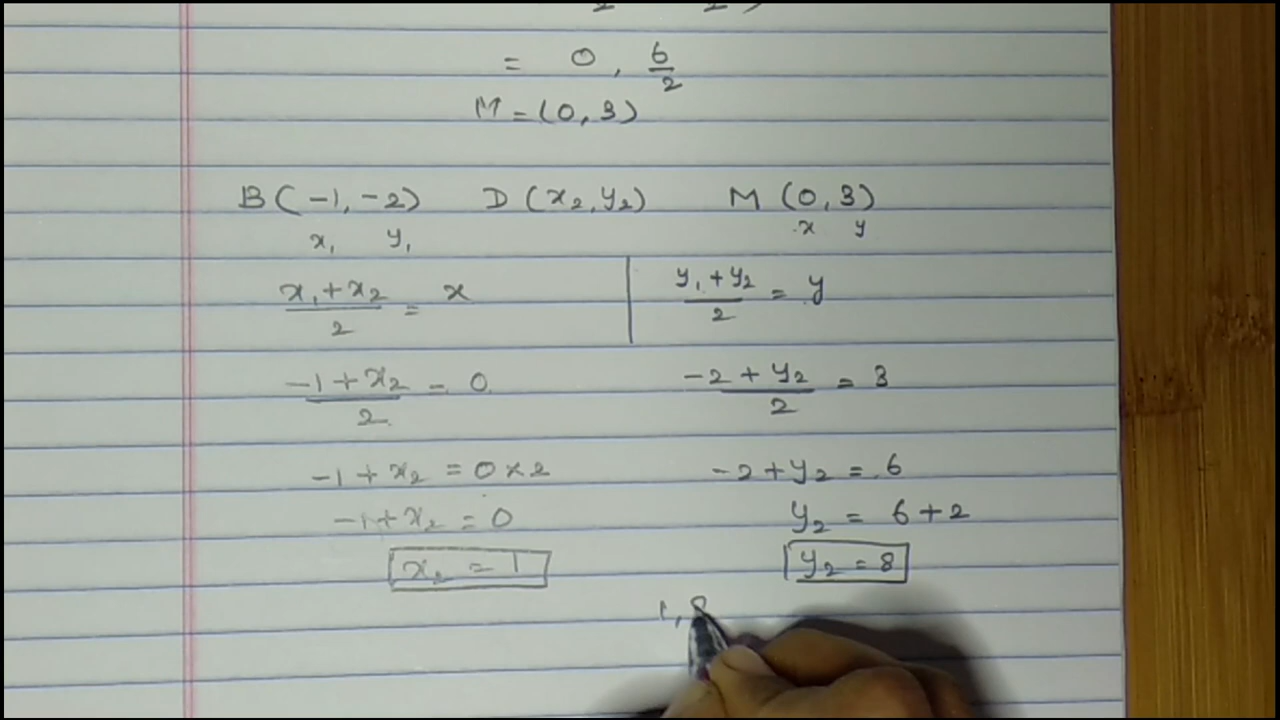 = 0, 6/2
M = (0, 3)
B (-1, -2) D (x₂, y₂) M (0, 3)
x₁ y₁ x y
(x₁ + x₂)/2 = x | (y₁ + y₂)/2 = y
(-1 + x₂)/2 = 0 (-2 + y₂)/2 = 3
-1 + x₂ = 0 × 2 -2 + y₂ = 6
-1 + x₂ = 0 y₂ = 6 + 2
x₂ = 1 y₂ = 8
1, 8